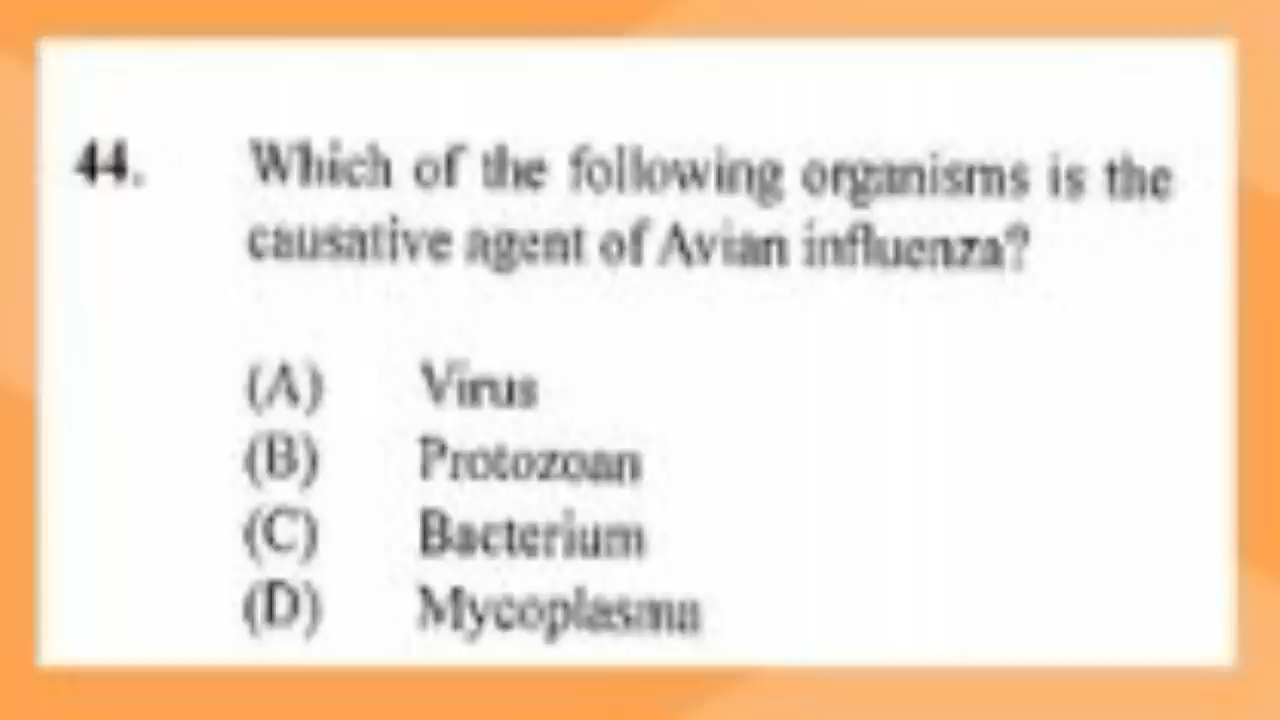 44. Which of the following organisms is the
causative agent of Avian influenza?
(A) Virus
(B) Protozoan
(C) Bacterium
(D) Mycoplasma